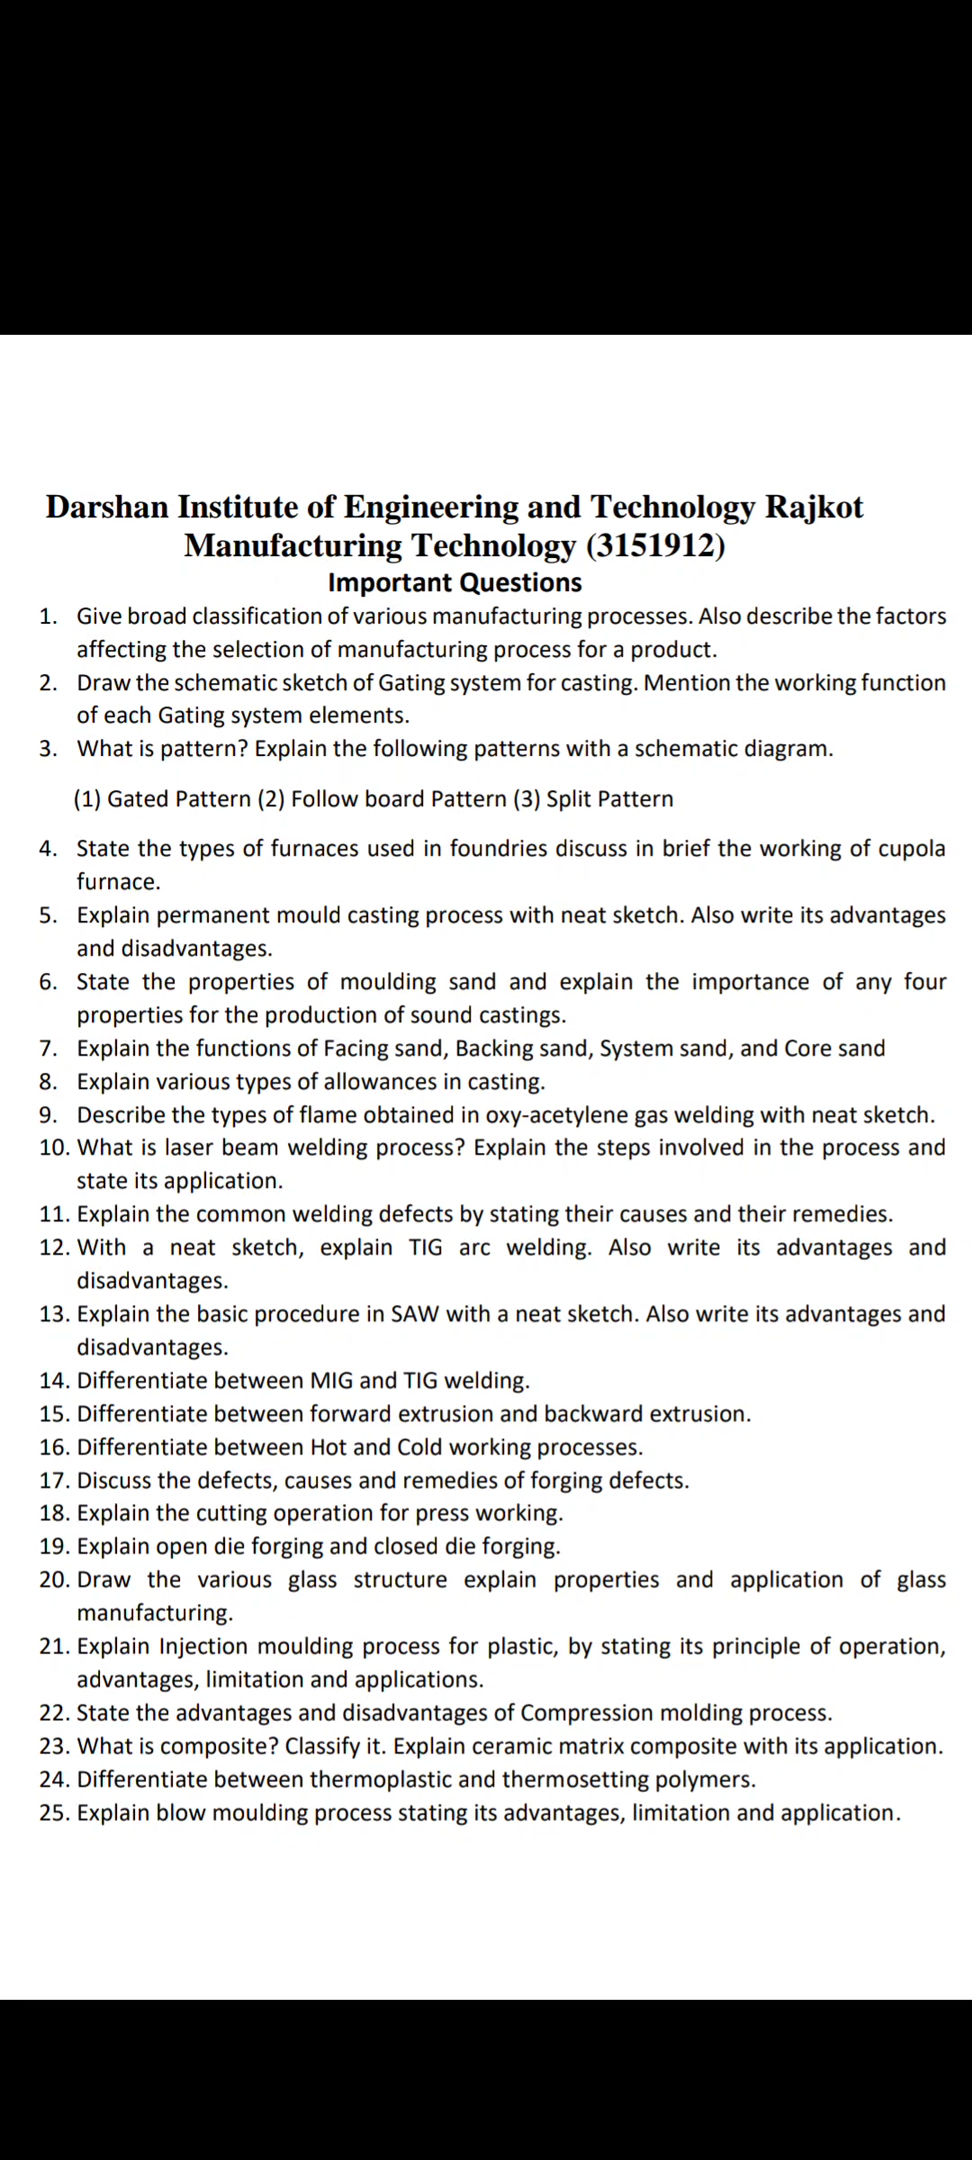 Darshan Institute of Engineering and Technology Rajkot
Manufacturing Technology (3151912)
Important Questions
1. Give broad classification of various manufacturing processes. Also describe the factors
affecting the selection of manufacturing process for a product.
2. Draw the schematic sketch of Gating system for casting. Mention the working function
of each Gating system elements.
3. What is pattern? Explain the following patterns with a schematic diagram.
(1) Gated Pattern (2) Follow board Pattern (3) Split Pattern
4. State the types of furnaces used in foundries discuss in brief the working of cupola
furnace.
5. Explain permanent mould casting process with neat sketch. Also write its advantages
and disadvantages.
6. State the properties of moulding sand and explain the importance of any four
properties for the production of sound castings.
7. Explain the functions of Facing sand, Backing sand, System sand, and Core sand
8. Explain various types of allowances in casting.
9. Describe the types of flame obtained in oxy-acetylene gas welding with neat sketch.
10. What is laser beam welding process? Explain the steps involved in the process and
state its application.
11. Explain the common welding defects by stating their causes and their remedies.
12. With a neat sketch, explain TIG arc welding. Also write its advantages and
disadvantages.
13. Explain the basic procedure in SAW with a neat sketch. Also write its advantages and
disadvantages.
14. Differentiate between MIG and TIG welding.
15. Differentiate between forward extrusion and backward extrusion.
16. Differentiate between Hot and Cold working processes.
17. Discuss the defects, causes and remedies of forging defects.
18. Explain the cutting operation for press working.
19. Explain open die forging and closed die forging.
20. Draw the various glass structure explain properties and application of glass
manufacturing.
21. Explain Injection moulding process for plastic, by stating its principle of operation,
advantages, limitation and applications.
22. State the advantages and disadvantages of Compression molding process.
23. What is composite? Classify it. Explain ceramic matrix composite with its application.
24. Differentiate between thermoplastic and thermosetting polymers.
25. Explain blow moulding process stating its advantages, limitation and application.